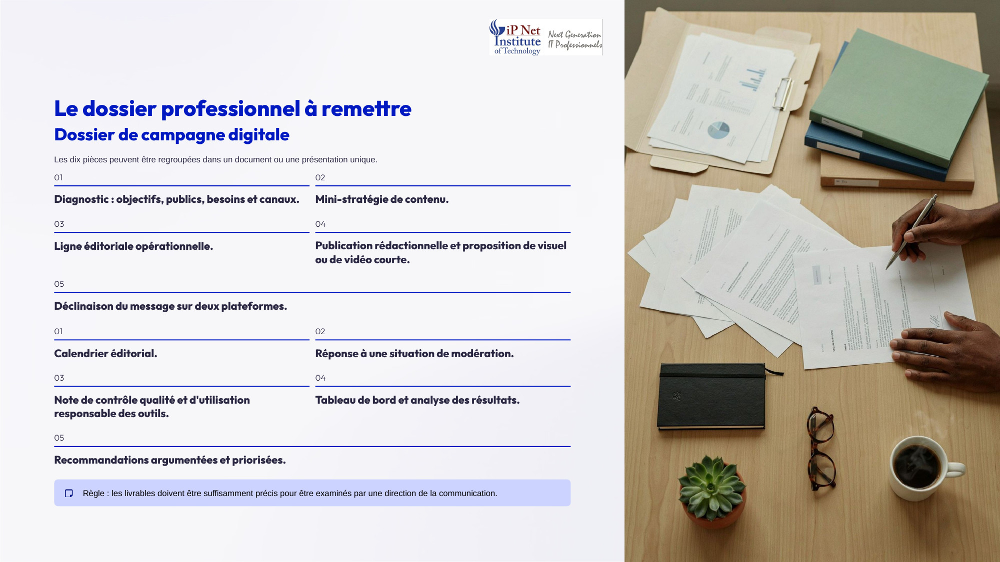 iP Net
Institute
of Technology
Next Generation
IT Professionnels
Le dossier professionnel à remettre
Dossier de campagne digitale
Les dix pièces peuvent être regroupées dans un document ou une présentation unique.
01
Diagnostic : objectifs, publics, besoins et canaux.
02
Mini-stratégie de contenu.
03
Ligne éditoriale opérationnelle.
04
Publication rédactionnelle et proposition de visuel
ou de vidéo courte.
05
Déclinaison du message sur deux plateformes.
01
Calendrier éditorial.
02
Réponse à une situation de modération.
03
Note de contrôle qualité et d'utilisation
responsable des outils.
04
Tableau de bord et analyse des résultats.
05
Recommandations argumentées et priorisées.
Règle : les livrables doivent être suffisamment précis pour être examinés par une direction de la communication.